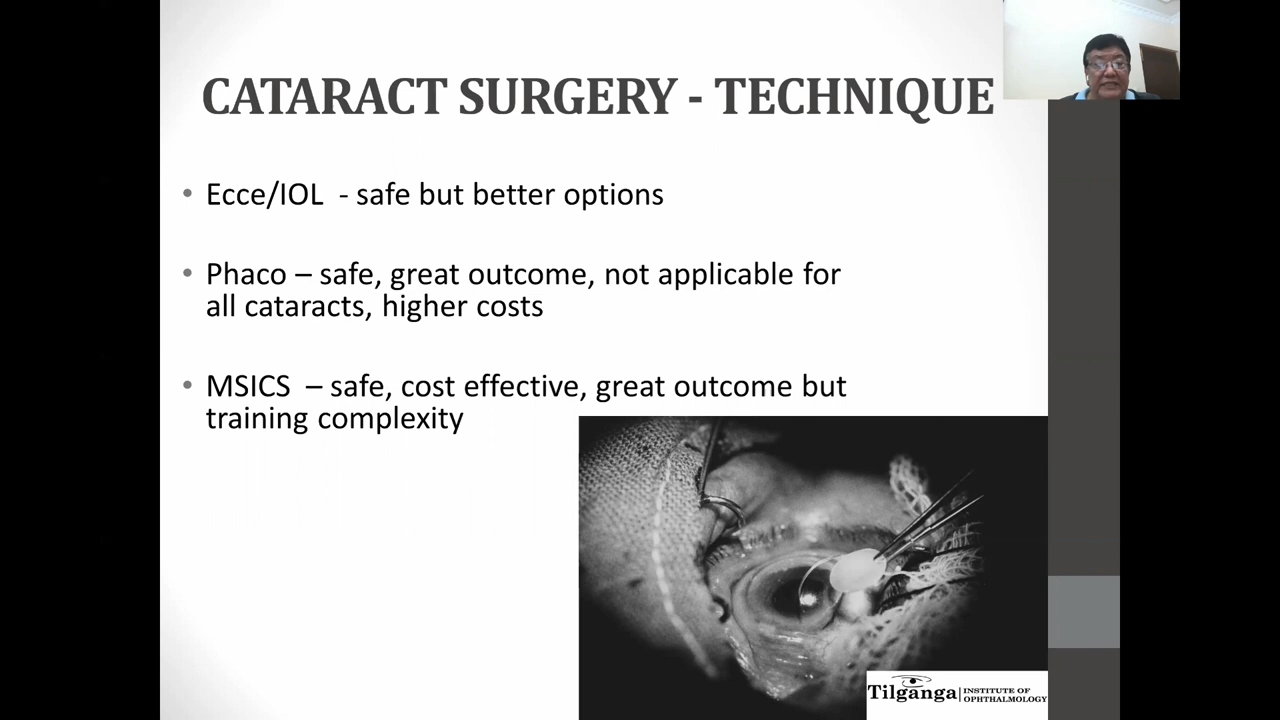 CATARACT SURGERY - TECHNIQUE
• Ecce/IOL - safe but better options
• Phaco – safe, great outcome, not applicable for
all cataracts, higher costs
• MSICS – safe, cost effective, great outcome but
training complexity
Tilganga INSTITUTE OF
OPHTHALMOLOGY